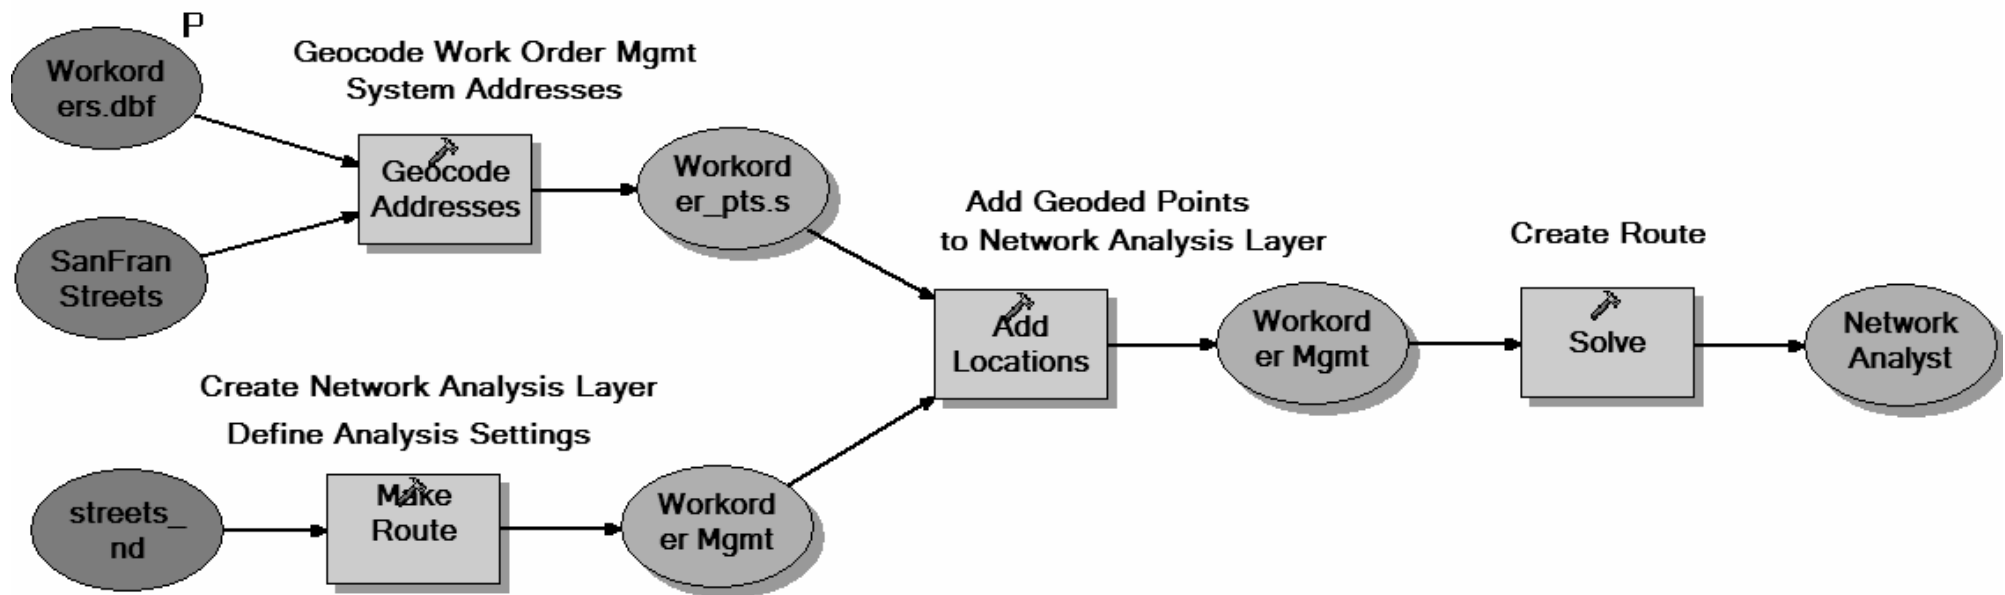 P
Workord
ers.dbf
Geocode Work Order Mgmt
System Addresses
Geocode
Addresses
SanFran
Streets
Workord
er_pts.s
Add Geoded Points
to Network Analysis Layer
Add
Locations
Workord
er Mgmt
Create Route
Solve
Network
Analyst
Create Network Analysis Layer
Define Analysis Settings
streets_
nd
Make
Route
Workord
er Mgmt